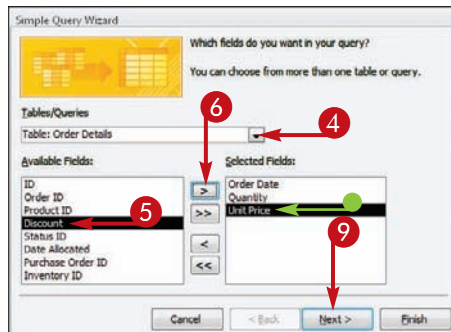 Simple Query Wizard
Which fields do you want in your query?
You can choose from more than one table or query.
Tables/Queries
Table: Order Details
6
4
Available Fields:
Selected Fields:
ID
Order ID
Product ID
Discount
Status ID
Date Allocated
Purchase Order ID
Inventory ID
5
>
>>
<
<<
Order Date
Quantity
Unit Price
9
Cancel
< Back
Next >
Finish